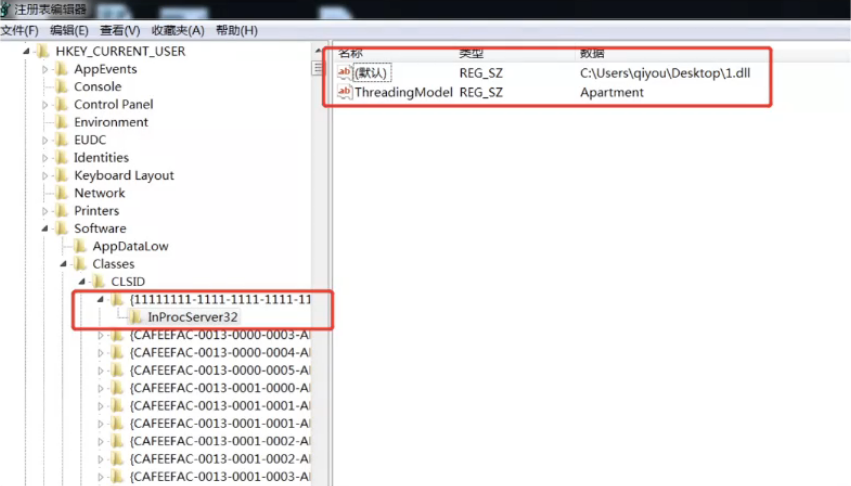 注册表编辑器
文件(F) 编辑(E) 查看(V) 收藏夹(A) 帮助(H)
HKEY_CURRENT_USER
AppEvents
Console
Control Panel
Environment
EUDC
Identities
Keyboard Layout
Network
Printers
Software
AppDataLow
Classes
CLSID
{11111111-1111-1111-1111-11
InProcServer32
{CAFEEFAC-0013-0000-0003-A
{CAFEEFAC-0013-0000-0004-A
{CAFEEFAC-0013-0000-0005-A
{CAFEEFAC-0013-0001-0000-A
{CAFEEFAC-0013-0001-0001-A
{CAFEEFAC-0013-0001-0001-A
{CAFEEFAC-0013-0001-0002-A
{CAFEEFAC-0013-0001-0002-A
{CAFEEFAC-0013-0001-0003-A
名称 类型 数据
(默认) REG_SZ C:\Users\qiyou\Desktop\1.dll
ThreadingModel REG_SZ Apartment